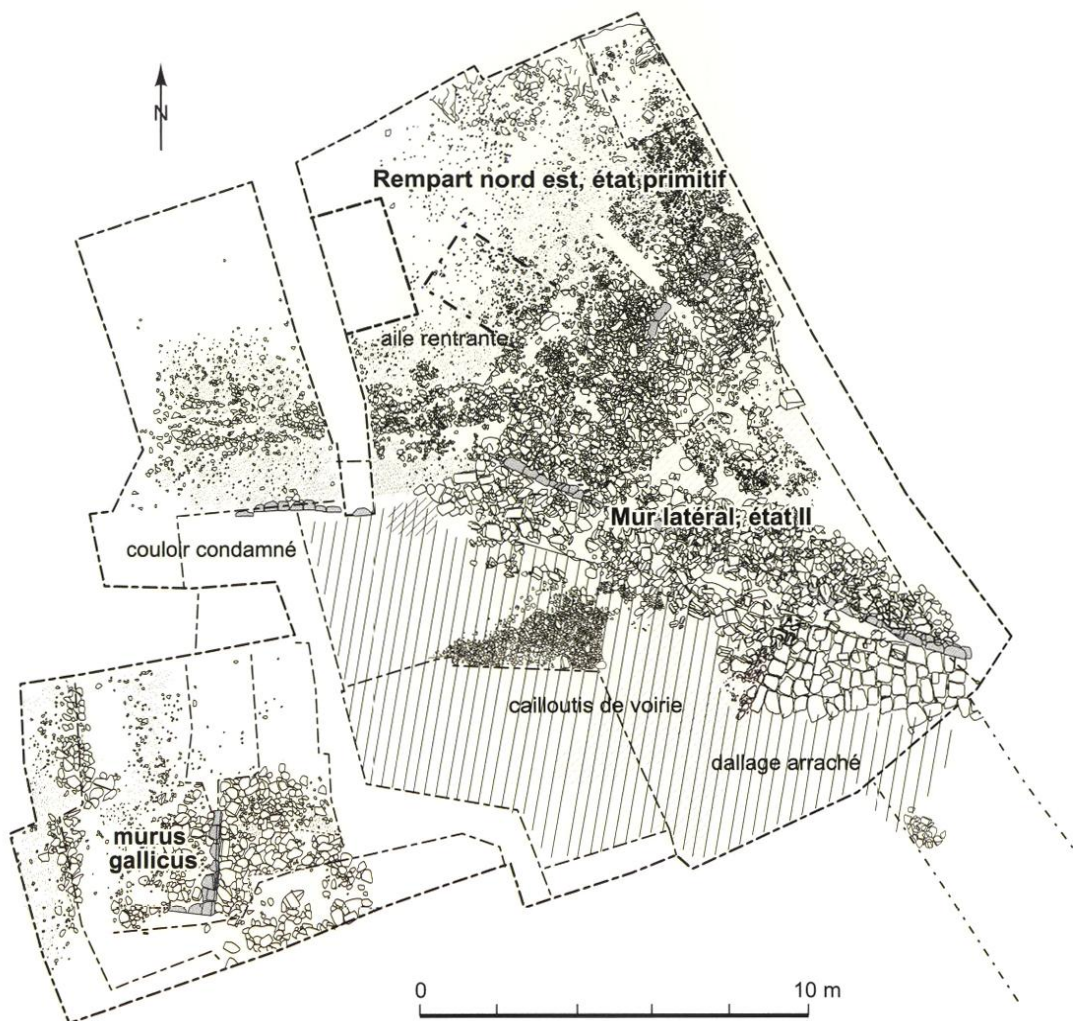 N
Rempart nord est, état primitif
aile rentrante
Mur latéral, état II
couloir condamné
cailloutis de voirie
dallage arraché
murus
gallicus
0 10 m